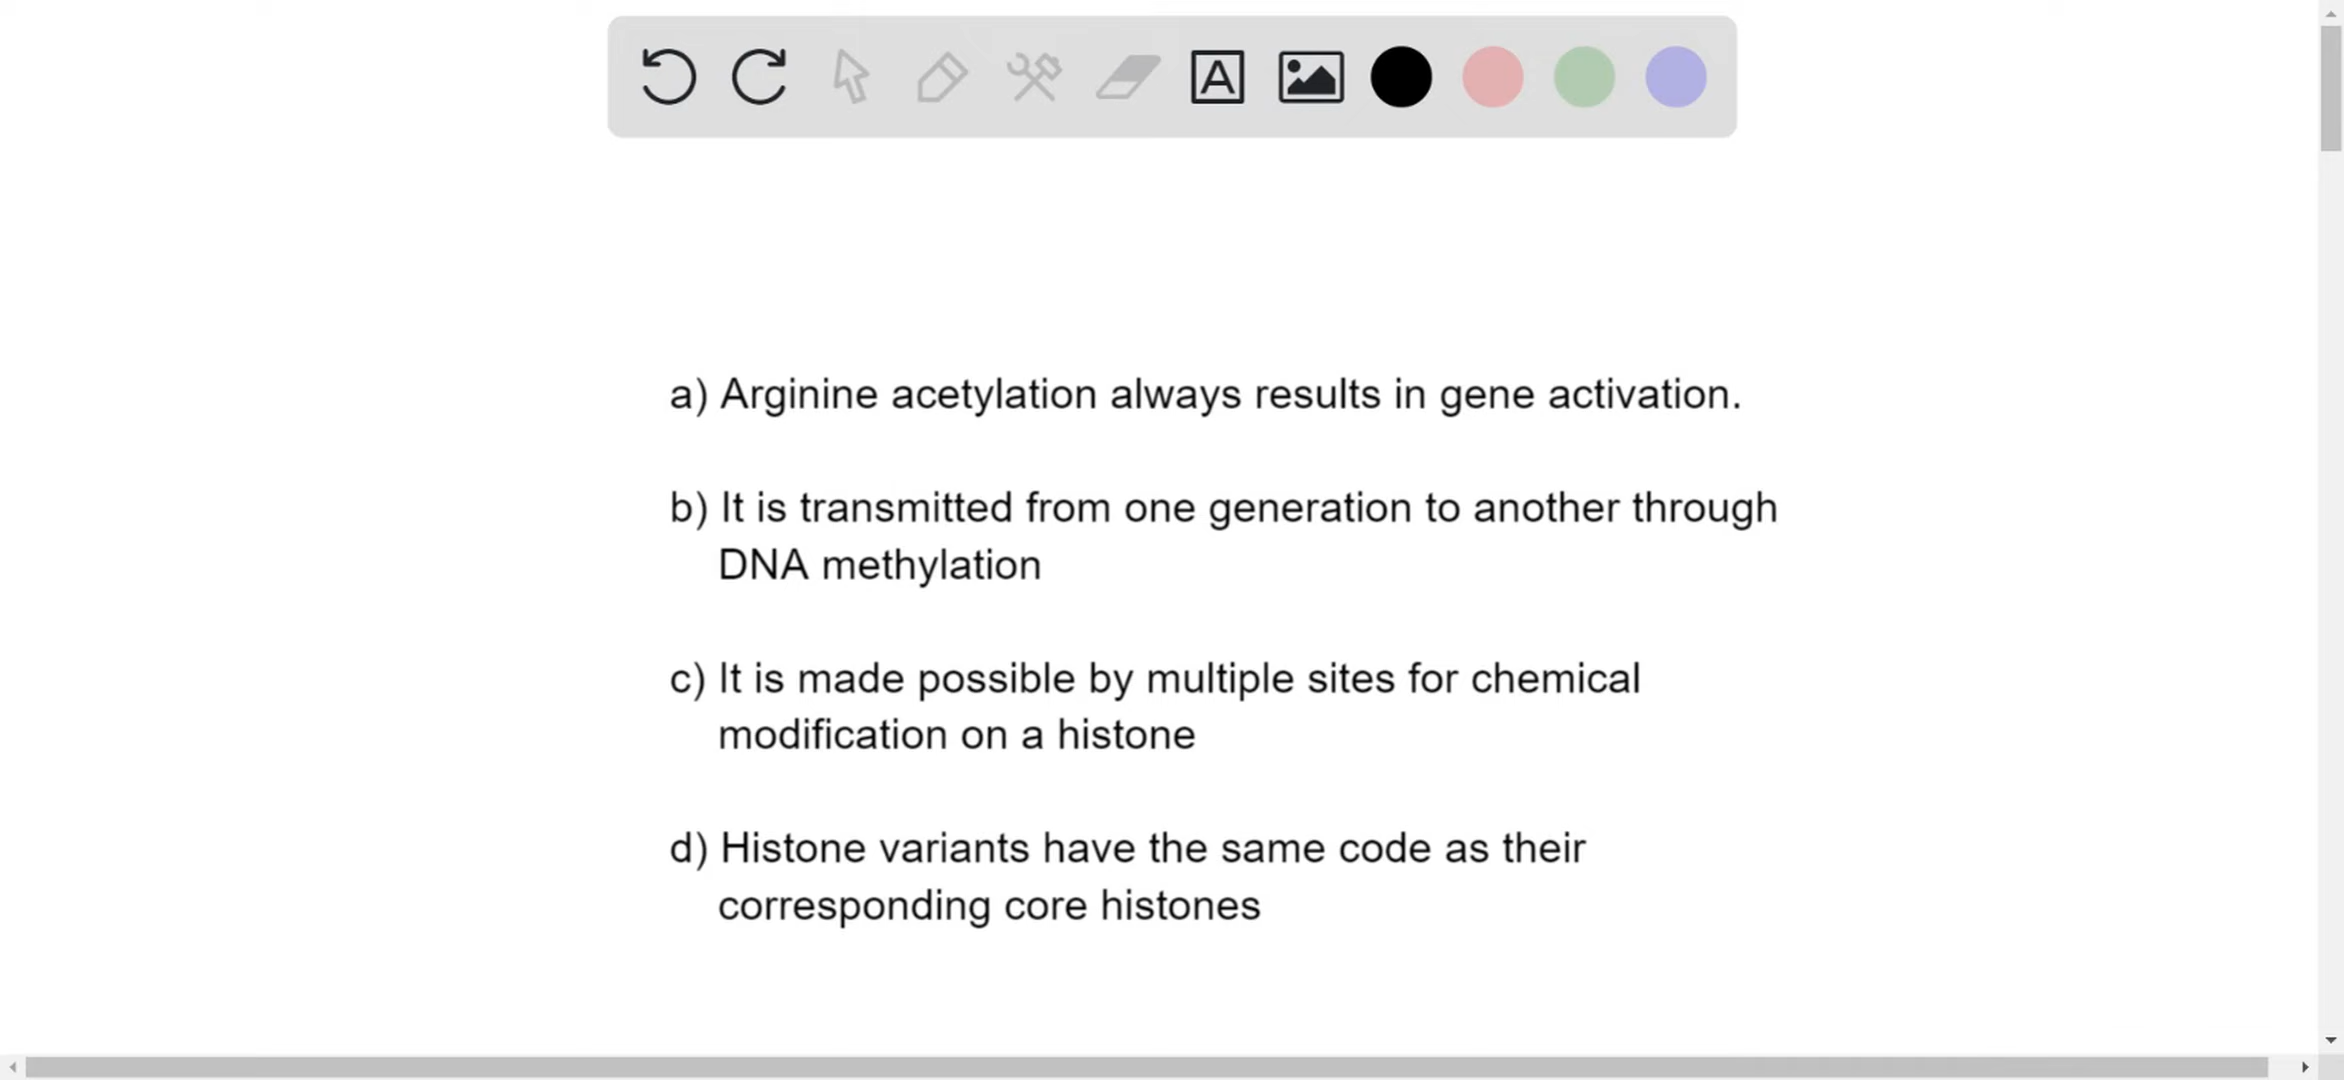 A
a) Arginine acetylation always results in gene activation.
b) It is transmitted from one generation to another through
DNA methylation
c) It is made possible by multiple sites for chemical
modification on a histone
d) Histone variants have the same code as their
corresponding core histones